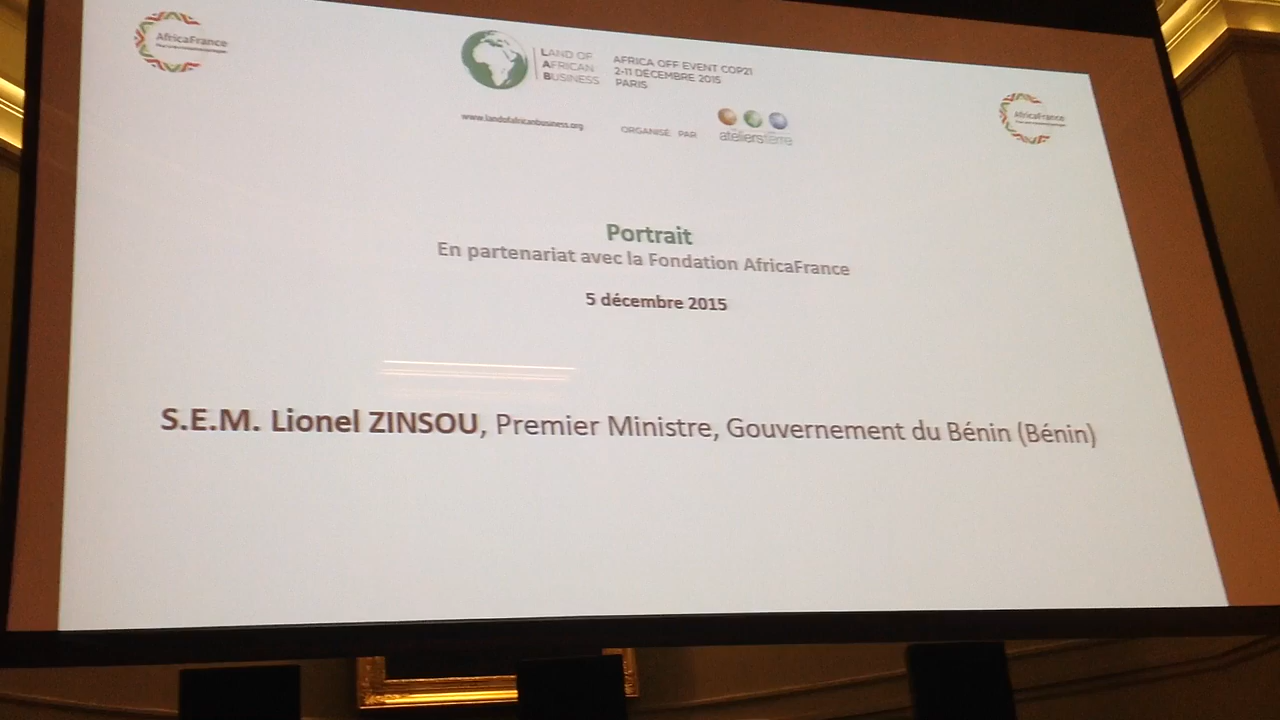 AfricaFrance
LAND OF
AFRICAN
BUSINESS
AFRICA OFF EVENT COP21
2-11 DÉCEMBRE 2015
PARIS
www.landofafricanbusiness.org
ORGANISÉ PAR
ateliersterre
AfricaFrance
Portrait
En partenariat avec la Fondation AfricaFrance
5 décembre 2015
S.E.M. Lionel ZINSOU, Premier Ministre, Gouvernement du Bénin (Bénin)